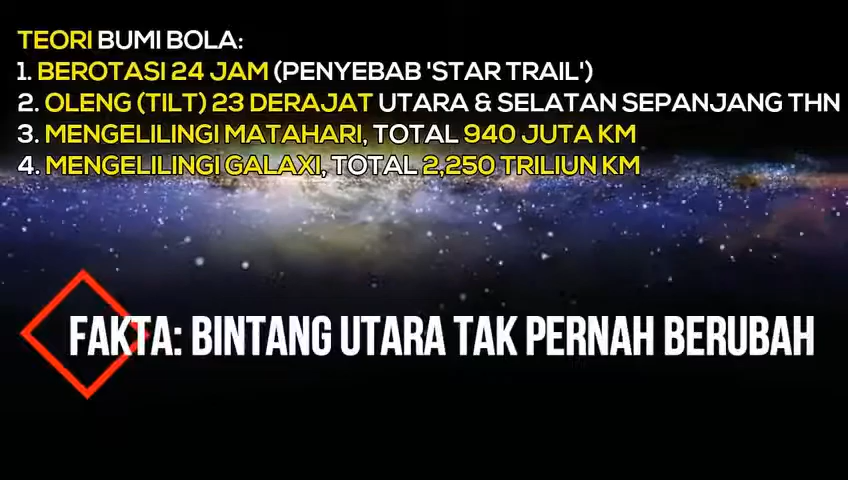 TEORI BUMI BOLA:
1. BEROTASI 24 JAM (PENYEBAB 'STAR TRAIL')
2. OLENG (TILT) 23 DERAJAT UTARA & SELATAN SEPANJANG THN
3. MENGELILINGI MATAHARI, TOTAL 940 JUTA KM
4. MENGELILINGI GALAXI, TOTAL 2,250 TRILIUN KM
FAKTA: BINTANG UTARA TAK PERNAH BERUBAH